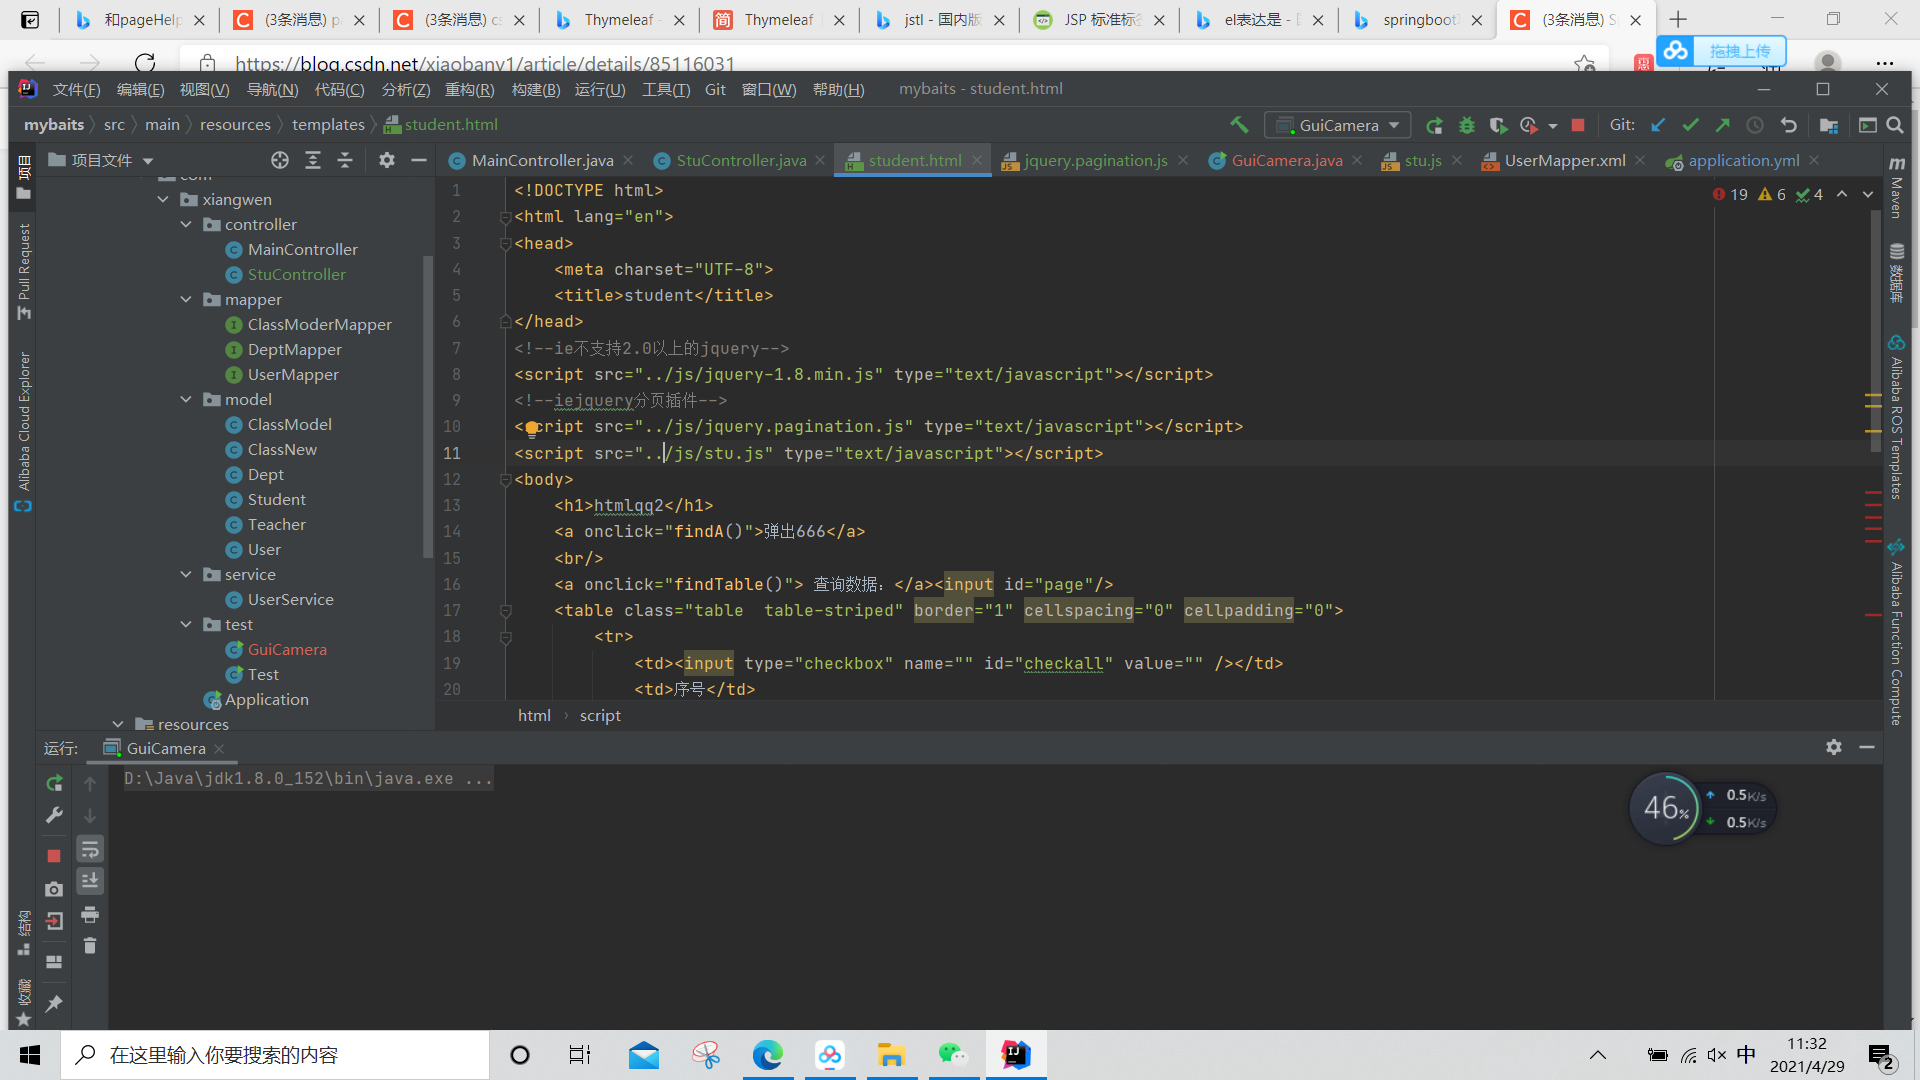 和pageHelp
(3条消息) p
(3条消息) cs
Thymeleaf -
Thymeleaf
jstl - 国内版
JSP 标准标签
el表达是 - 国
springboot
(3条消息) S
https://blog.csdn.net/xiaobanv1/article/details/85116031
拖拽上传
文件(F) 编辑(E) 视图(V) 导航(N) 代码(C) 分析(Z) 重构(R) 构建(B) 运行(U) 工具(T) Git 窗口(W) 帮助(H) mybaits - student.html
mybaits src main resources templates student.html
GuiCamera
Git:
项目
项目文件
MainController.java StuController.java student.html jquery.pagination.js GuiCamera.java stu.js UserMapper.xml application.yml
19 6 4
com
xiangwen
controller
MainController
StuController
mapper
ClassModerMapper
DeptMapper
UserMapper
model
ClassModel
ClassNew
Dept
Student
Teacher
User
service
UserService
test
GuiCamera
Test
Application
resources
Pull Request
Alibaba Cloud Explorer
结构
收藏
1 <!DOCTYPE html>
2 <html lang="en">
3 <head>
4 <meta charset="UTF-8">
5 <title>student</title>
6 </head>
7 <!--ie不支持2.0以上的jquery-->
8 <script src="../js/jquery-1.8.min.js" type="text/javascript"></script>
9 <!--iejquery分页插件-->
10 <script src="../js/jquery.pagination.js" type="text/javascript"></script>
11 <script src="../js/stu.js" type="text/javascript"></script>
12 <body>
13 <h1>htmlqq2</h1>
14 <a onclick="findA()">弹出666</a>
15 <br/>
16 <a onclick="findTable()"> 查询数据: </a><input id="page"/>
17 <table class="table  table-striped" border="1" cellspacing="0" cellpadding="0">
18 <tr>
19 <td><input type="checkbox" name="" id="checkall" value="" /></td>
20 <td>序号</td>
html script
Maven
数据库
Alibaba ROS Templates
Alibaba Function Compute
运行: GuiCamera
D:\Java\jdk1.8.0_152\bin\java.exe ...
46%
0.5K/s
0.5K/s
在这里输入你要搜索的内容
中
11:32
2021/4/29
2